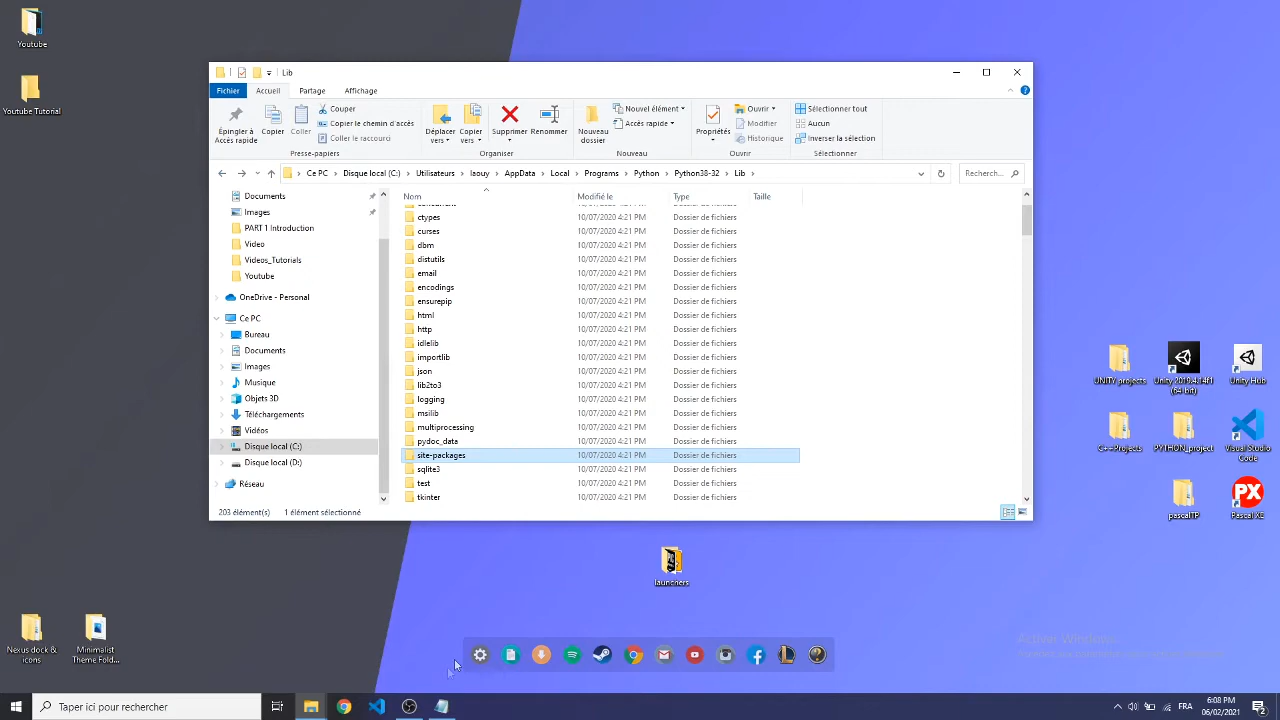 Youtube
Youtube Tutorial
Lib
Fichier
Accueil
Partage
Affichage
Épingler à
Accès rapide
Copier
Coller
Couper
Copier le chemin d'accès
Coller le raccourci
Presse-papiers
Déplacer
vers
Copier
vers
Supprimer
Renommer
Organiser
Nouveau
dossier
Nouvel élément
Accès rapide
Nouveau
Propriétés
Ouvrir
Modifier
Historique
Ouvrir
Sélectionner tout
Aucun
Inverser la sélection
Sélectionner
Ce PC
Disque local (C:)
Utilisateurs
laouy
AppData
Local
Programs
Python
Python38-32
Lib
Recherch...
Documents
Images
PART 1 Introduction
Video
Videos_Tutorials
Youtube
OneDrive - Personal
Ce PC
Bureau
Documents
Images
Musique
Objets 3D
Téléchargements
Vidéos
Disque local (C:)
Disque local (D:)
Réseau
Nom
Modifié le
Type
Taille
ctypes 10/07/2020 4:21 PM Dossier de fichiers
curses 10/07/2020 4:21 PM Dossier de fichiers
dbm 10/07/2020 4:21 PM Dossier de fichiers
distutils 10/07/2020 4:21 PM Dossier de fichiers
email 10/07/2020 4:21 PM Dossier de fichiers
encodings 10/07/2020 4:21 PM Dossier de fichiers
ensurepip 10/07/2020 4:21 PM Dossier de fichiers
html 10/07/2020 4:21 PM Dossier de fichiers
http 10/07/2020 4:21 PM Dossier de fichiers
idlelib 10/07/2020 4:21 PM Dossier de fichiers
importlib 10/07/2020 4:21 PM Dossier de fichiers
json 10/07/2020 4:21 PM Dossier de fichiers
lib2to3 10/07/2020 4:21 PM Dossier de fichiers
logging 10/07/2020 4:21 PM Dossier de fichiers
msilib 10/07/2020 4:21 PM Dossier de fichiers
multiprocessing 10/07/2020 4:21 PM Dossier de fichiers
pydoc_data 10/07/2020 4:21 PM Dossier de fichiers
site-packages 10/07/2020 4:21 PM Dossier de fichiers
sqlite3 10/07/2020 4:21 PM Dossier de fichiers
test 10/07/2020 4:21 PM Dossier de fichiers
tkinter 10/07/2020 4:21 PM Dossier de fichiers
203 élément(s)
1 élément sélectionné
UNITY projects
Unity 2019.4.14f1
(64-bit)
Unity Hub
C++Projects
PYTHON_project
Visual Studio
Code
pascalTP
PX
Pascal XE
launchers
Nexus dock &
icons
Minimalist
Theme Fold...
Activer Windows
Taper ici pour rechercher
FRA
6:08 PM
06/02/2021
2